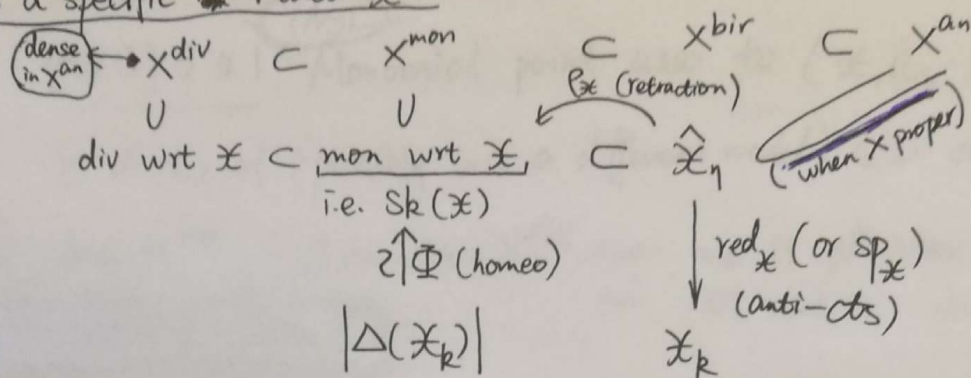 a specific
dense in X^an ← • X^div ⊂ X^mon ⊂ X^bir ⊂ X^an
∪ ∪ ρ_𝔛 (retraction)
div wrt 𝔛 ⊂ mon wrt 𝔛, ⊂ 𝔛̂_η (when X proper)
i.e. Sk(𝔛)
≀↑Φ (homeo) ↓ red_𝔛 (or sp_𝔛)
(anti-cts)
|Δ(𝔛_k)| 𝔛_k